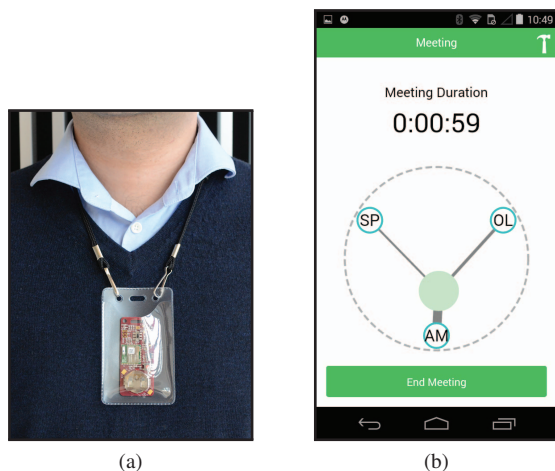 10:49
Meeting
Meeting Duration
0:00:59
SP
OL
AM
End Meeting
(a)
(b)